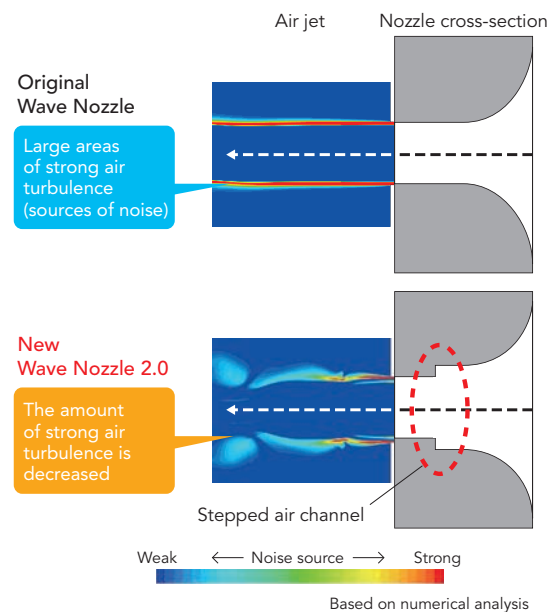 Air jet
Nozzle cross-section
Original
Wave Nozzle
Large areas
of strong air
turbulence
(sources of noise)
New
Wave Nozzle 2.0
The amount
of strong air
turbulence is
decreased
Stepped air channel
Weak
Noise source
Strong
Based on numerical analysis